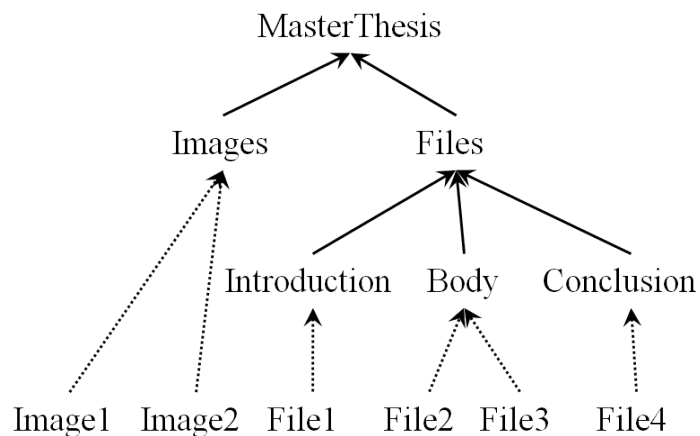 MasterThesis
Images Files
Introduction Body Conclusion
Image1 Image2 File1 File2 File3 File4